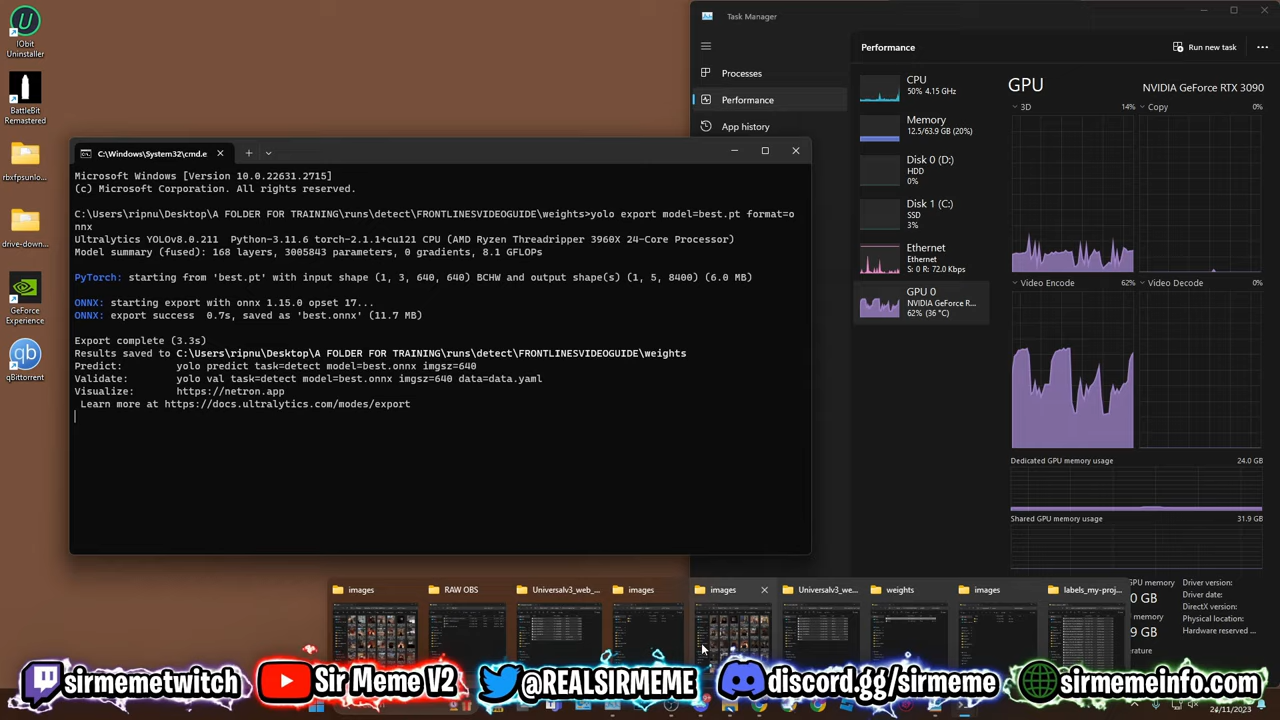 IObit
Uninstaller
BattleBit
Remastered
rbxfpsunlo...
drive-down...
GeForce
Experience
qBittorrent
C:\Windows\System32\cmd.e
Microsoft Windows [Version 10.0.22631.2715]
(c) Microsoft Corporation. All rights reserved.
C:\Users\ripnu\Desktop\A FOLDER FOR TRAINING\runs\detect\FRONTLINESVIDEOGUIDE\weights>yolo export model=best.pt format=o
nnx
Ultralytics YOLOv8.0.211 Python-3.11.6 torch-2.1.1+cu121 CPU (AMD Ryzen Threadripper 3960X 24-Core Processor)
Model summary (fused): 168 layers, 3005843 parameters, 0 gradients, 8.1 GFLOPs
PyTorch: starting from 'best.pt' with input shape (1, 3, 640, 640) BCHW and output shape(s) (1, 5, 8400) (6.0 MB)
ONNX: starting export with onnx 1.15.0 opset 17...
ONNX: export success 0.7s, saved as 'best.onnx' (11.7 MB)
Export complete (3.3s)
Results saved to C:\Users\ripnu\Desktop\A FOLDER FOR TRAINING\runs\detect\FRONTLINESVIDEOGUIDE\weights
Predict: yolo predict task=detect model=best.onnx imgsz=640
Validate: yolo val task=detect model=best.onnx imgsz=640 data=data.yaml
Visualize: https://netron.app
Learn more at https://docs.ultralytics.com/modes/export
Task Manager
Processes
Performance
App history
Performance
Run new task
CPU
50% 4.15 GHz
Memory
12.5/63.9 GB (20%)
Disk 0 (D:)
HDD
0%
Disk 1 (C:)
SSD
3%
Ethernet
Ethernet
S: 0 R: 72.0 Kbps
GPU 0
NVIDIA GeForce R...
62% (36 °C)
GPU
NVIDIA GeForce RTX 3090
3D 14%
Copy 0%
Video Encode 62%
Video Decode 0%
Dedicated GPU memory usage 24.0 GB
Shared GPU memory usage 31.9 GB
Driver version:
Driver date:
DirectX version:
Physical location:
Hardware reserved ...
images
RAW OBS
Universalv3_web_...
images
images
Universalv3_we...
weights
images
labels_my-proj...
sirmemetwitch
Sir Meme V2
@REALSIRMEME
discord.gg/sirmeme
sirmemeinfo.com
24/11/2023